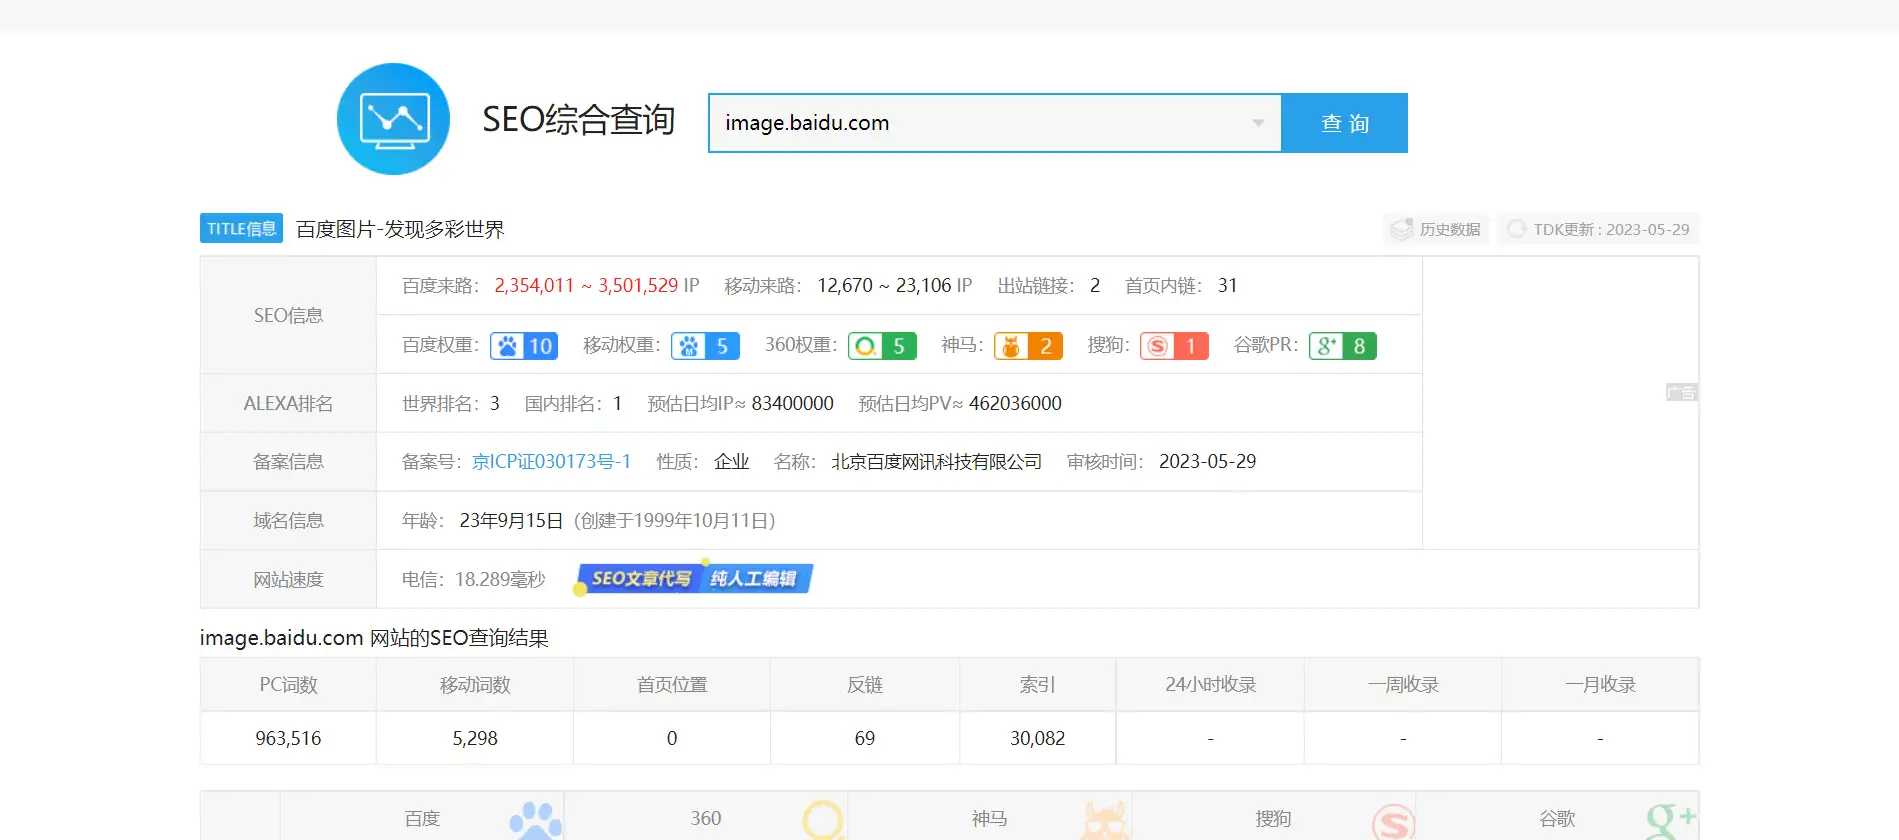 SEO综合查询
image.baidu.com
查 询
TITLE信息 百度图片-发现多彩世界 历史数据 TDK更新 : 2023-05-29
SEO信息
百度来路： 2,354,011 ~ 3,501,529 IP 移动来路： 12,670 ~ 23,106 IP 出站链接： 2 首页内链： 31
百度权重： 10 移动权重： 5 360权重： 5 神马： 2 搜狗： 1 谷歌PR： 8
ALEXA排名 世界排名：3 国内排名：1 预估日均IP≈ 83400000 预估日均PV≈ 462036000
广告
备案信息 备案号：京ICP证030173号-1 性质： 企业 名称： 北京百度网讯科技有限公司 审核时间： 2023-05-29
域名信息 年龄： 23年9月15日 (创建于1999年10月11日)
网站速度 电信：18.289毫秒 SEO文章代写 纯人工编辑
image.baidu.com 网站的SEO查询结果
PC词数 移动词数 首页位置 反链 索引 24小时收录 一周收录 一月收录
963,516 5,298 0 69 30,082 - - -
百度 360 神马 搜狗 谷歌